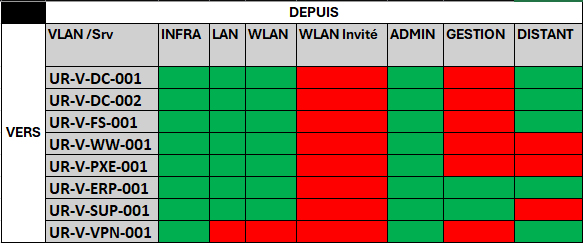 DEPUIS
VLAN /Srv INFRA LAN WLAN WLAN Invité ADMIN GESTION DISTANT
VERS
UR-V-DC-001
UR-V-DC-002
UR-V-FS-001
UR-V-WW-001
UR-V-PXE-001
UR-V-ERP-001
UR-V-SUP-001
UR-V-VPN-001